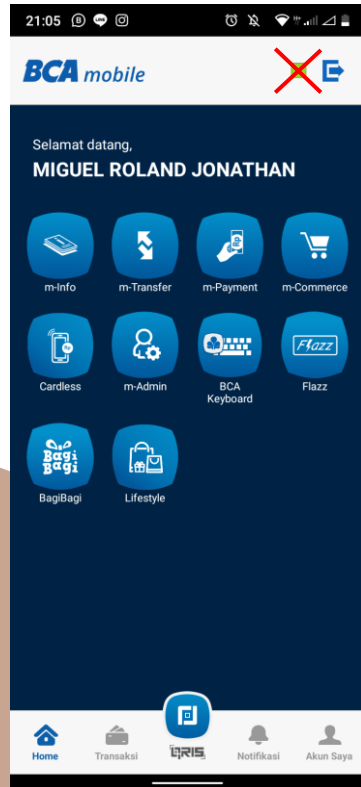 21:05
BCA mobile
Selamat datang,
MIGUEL ROLAND JONATHAN
m-Info m-Transfer m-Payment m-Commerce
Flazz
Cardless m-Admin BCA Keyboard Flazz
Bagi
Bagi
BagiBagi Lifestyle
Home Transaksi QRIS Notifikasi Akun Saya